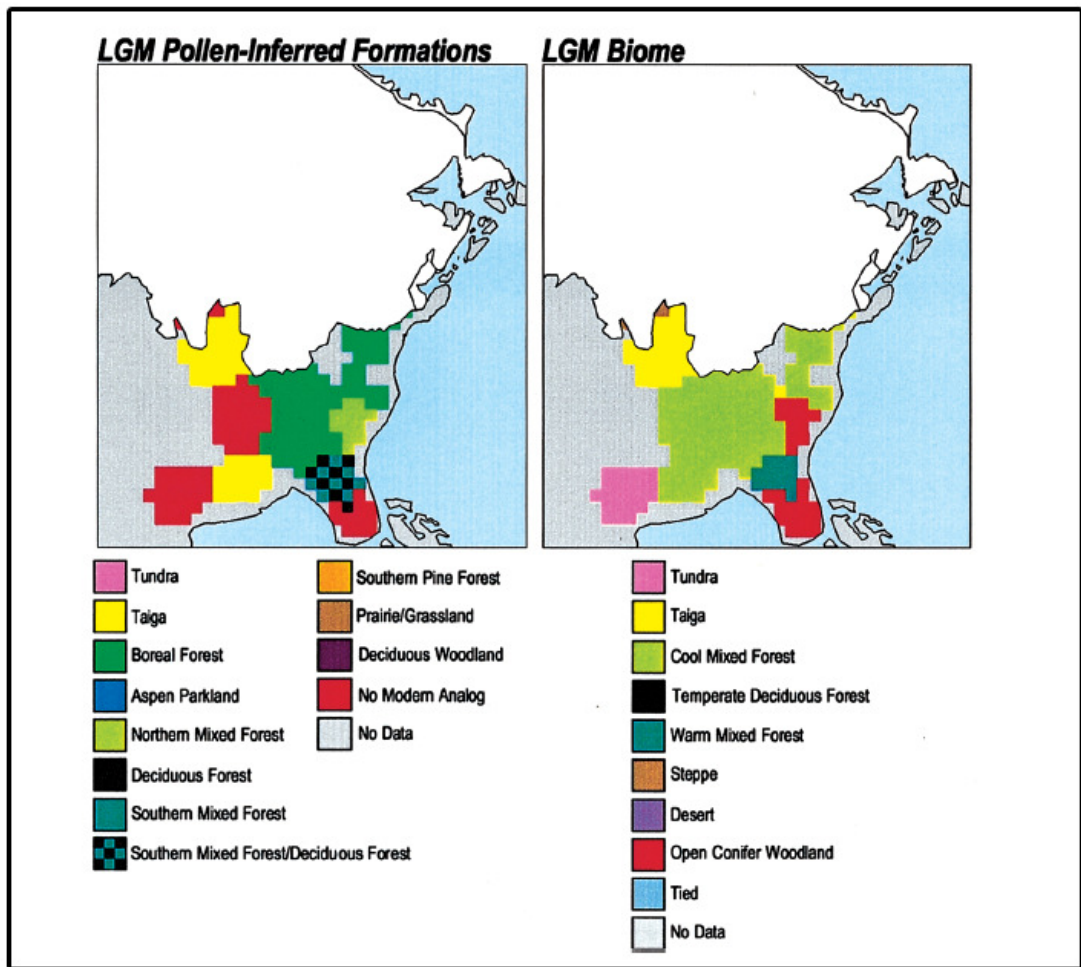 LGM Pollen-Inferred Formations
LGM Biome
Tundra
Taiga
Boreal Forest
Aspen Parkland
Northern Mixed Forest
Deciduous Forest
Southern Mixed Forest
Southern Mixed Forest/Deciduous Forest
Southern Pine Forest
Prairie/Grassland
Deciduous Woodland
No Modern Analog
No Data
Tundra
Taiga
Cool Mixed Forest
Temperate Deciduous Forest
Warm Mixed Forest
Steppe
Desert
Open Conifer Woodland
Tied
No Data